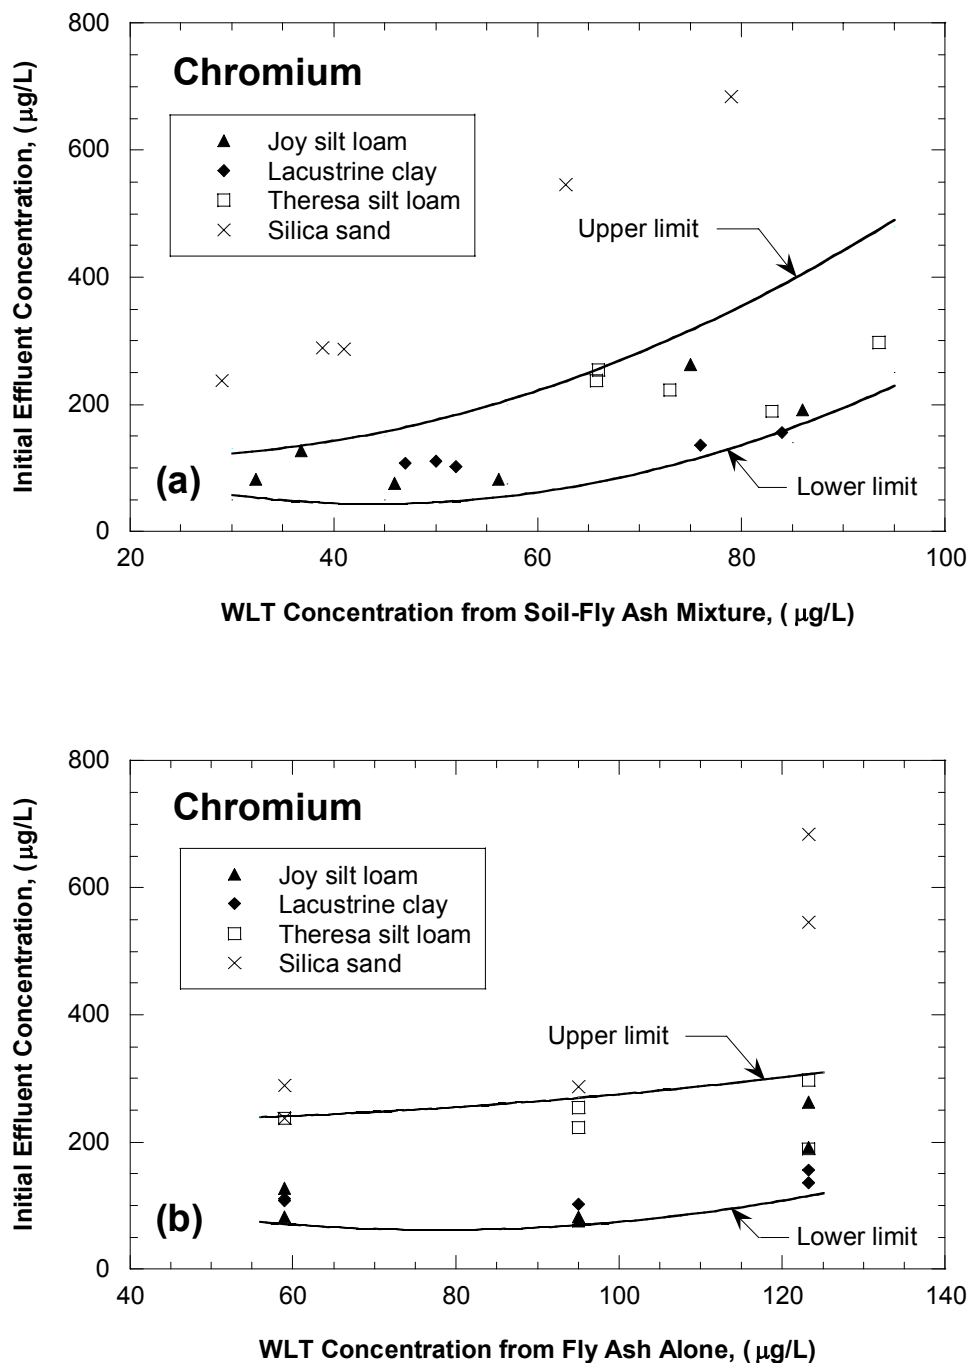 800
600
400
200
0
Initial Effluent Concentration, (μg/L)
Chromium
Joy silt loam
Lacustrine clay
Theresa silt loam
Silica sand
Upper limit
Lower limit
(a)
20 40 60 80 100
WLT Concentration from Soil-Fly Ash Mixture, ( μg/L)
800
600
400
200
0
Initial Effluent Concentration, (μg/L)
Chromium
Joy silt loam
Lacustrine clay
Theresa silt loam
Silica sand
Upper limit
Lower limit
(b)
40 60 80 100 120 140
WLT Concentration from Fly Ash Alone, ( μg/L)